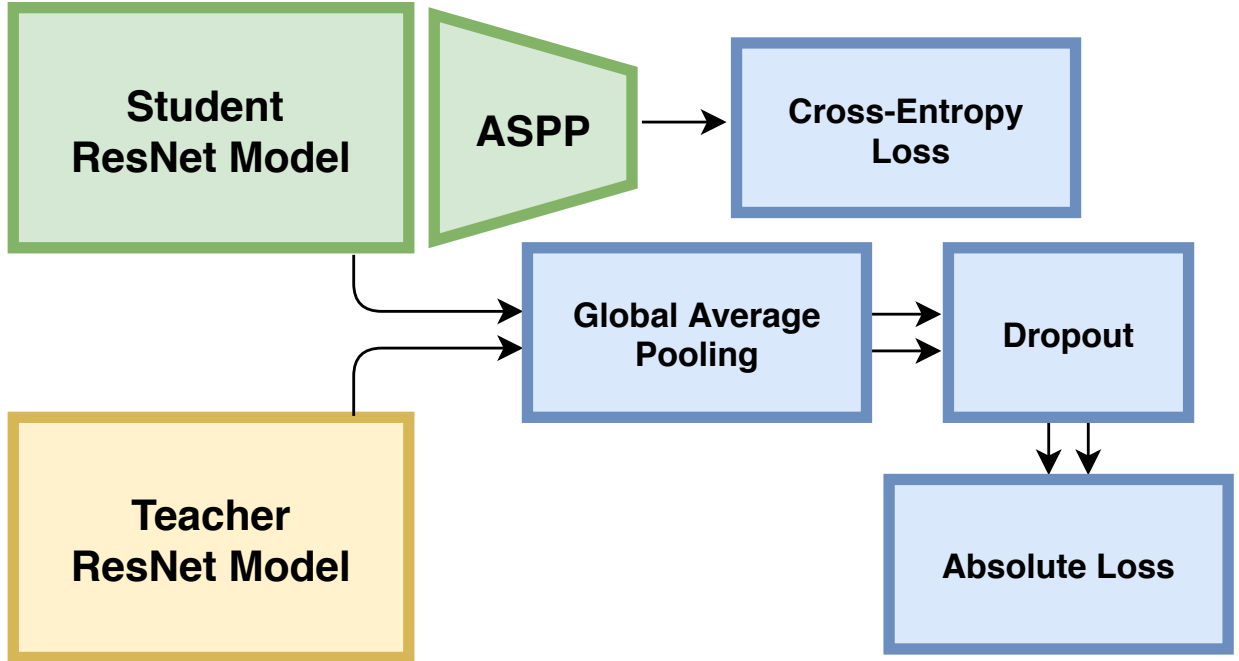 Student
ResNet Model
ASPP
Cross-Entropy
Loss
Global Average
Pooling
Dropout
Teacher
ResNet Model
Absolute Loss